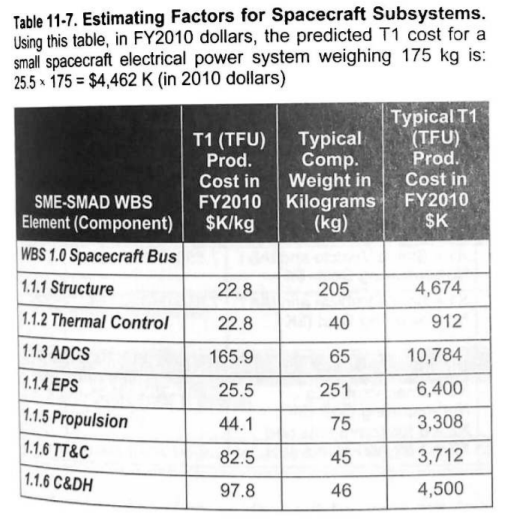 Table 11-7. Estimating Factors for Spacecraft Subsystems.
Using this table, in FY2010 dollars, the predicted T1 cost for a
small spacecraft electrical power system weighing 175 kg is:
25.5 × 175 = $4,462 K (in 2010 dollars)
SME-SMAD WBS Element (Component) T1 (TFU) Prod. Cost in FY2010 $K/kg Typical Comp. Weight in Kilograms (kg) Typical T1 (TFU) Prod. Cost in FY2010 $K
WBS 1.0 Spacecraft Bus
1.1.1 Structure 22.8 205 4,674
1.1.2 Thermal Control 22.8 40 912
1.1.3 ADCS 165.9 65 10,784
1.1.4 EPS 25.5 251 6,400
1.1.5 Propulsion 44.1 75 3,308
1.1.6 TT&C 82.5 45 3,712
1.1.6 C&DH 97.8 46 4,500